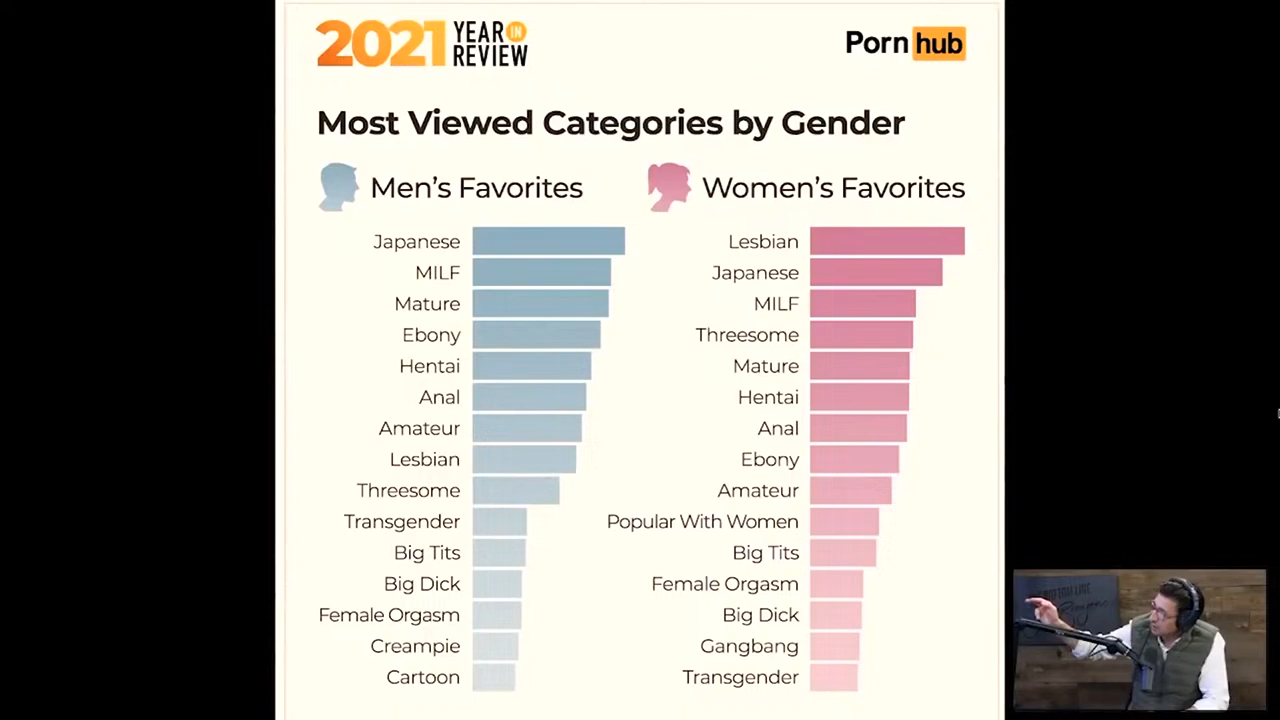 2021 YEAR IN REVIEW
Pornhub
Most Viewed Categories by Gender
Men's Favorites
Japanese
MILF
Mature
Ebony
Hentai
Anal
Amateur
Lesbian
Threesome
Transgender
Big Tits
Big Dick
Female Orgasm
Creampie
Cartoon
Women's Favorites
Lesbian
Japanese
MILF
Threesome
Mature
Hentai
Anal
Ebony
Amateur
Popular With Women
Big Tits
Female Orgasm
Big Dick
Gangbang
Transgender
BOTTOM LINE